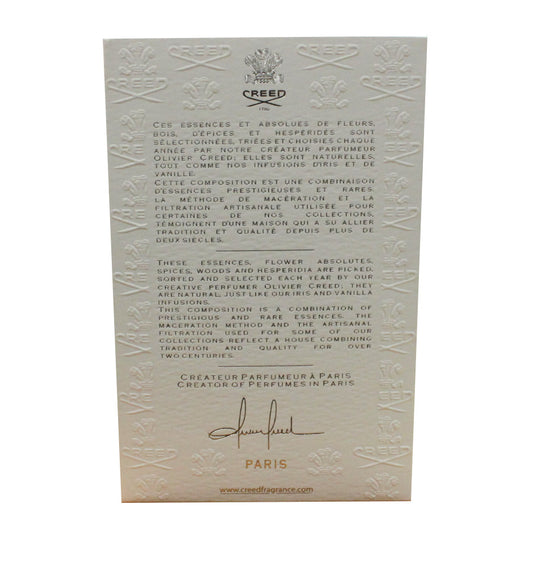 CREED
1760
CES ESSENCES ET ABSOLUES DE FLEURS,
BOIS, D'ÉPICES ET HESPÉRIDÉS SONT
SÉLECTIONNÉES, TRIÉES ET CHOISIES CHAQUE
ANNÉE PAR NOTRE CRÉATEUR PARFUMEUR
OLIVIER CREED; ELLES SONT NATURELLES,
TOUT COMME NOS INFUSIONS D'IRIS ET DE
VANILLE.
CETTE COMPOSITION EST UNE COMBINAISON
D'ESSENCES PRESTIGIEUSES ET RARES.
LA MÉTHODE DE MACÉRATION ET LA
FILTRATION ARTISANALE UTILISÉE POUR
CERTAINES DE NOS COLLECTIONS,
TÉMOIGNENT D'UNE MAISON QUI A SU ALLIER
TRADITION ET QUALITÉ DEPUIS PLUS DE
DEUX SIÈCLES.
THESE ESSENCES, FLOWER ABSOLUTES,
SPICES, WOODS AND HESPERIDIA ARE PICKED,
SORTED AND SELECTED EACH YEAR BY OUR
CREATIVE PERFUMER OLIVIER CREED; THEY
ARE NATURAL, JUST LIKE OUR IRIS AND VANILLA
INFUSIONS.
THIS COMPOSITION IS A COMBINATION OF
PRESTIGIOUS AND RARE ESSENCES. THE
MACERATION METHOD AND THE ARTISANAL
FILTRATION USED FOR SOME OF OUR
COLLECTIONS REFLECT, A HOUSE COMBINING
TRADITION AND QUALITY FOR OVER
TWO CENTURIES.
CRÉATEUR PARFUMEUR À PARIS
CREATOR OF PERFUMES IN PARIS
PARIS
www.creedfragrance.com